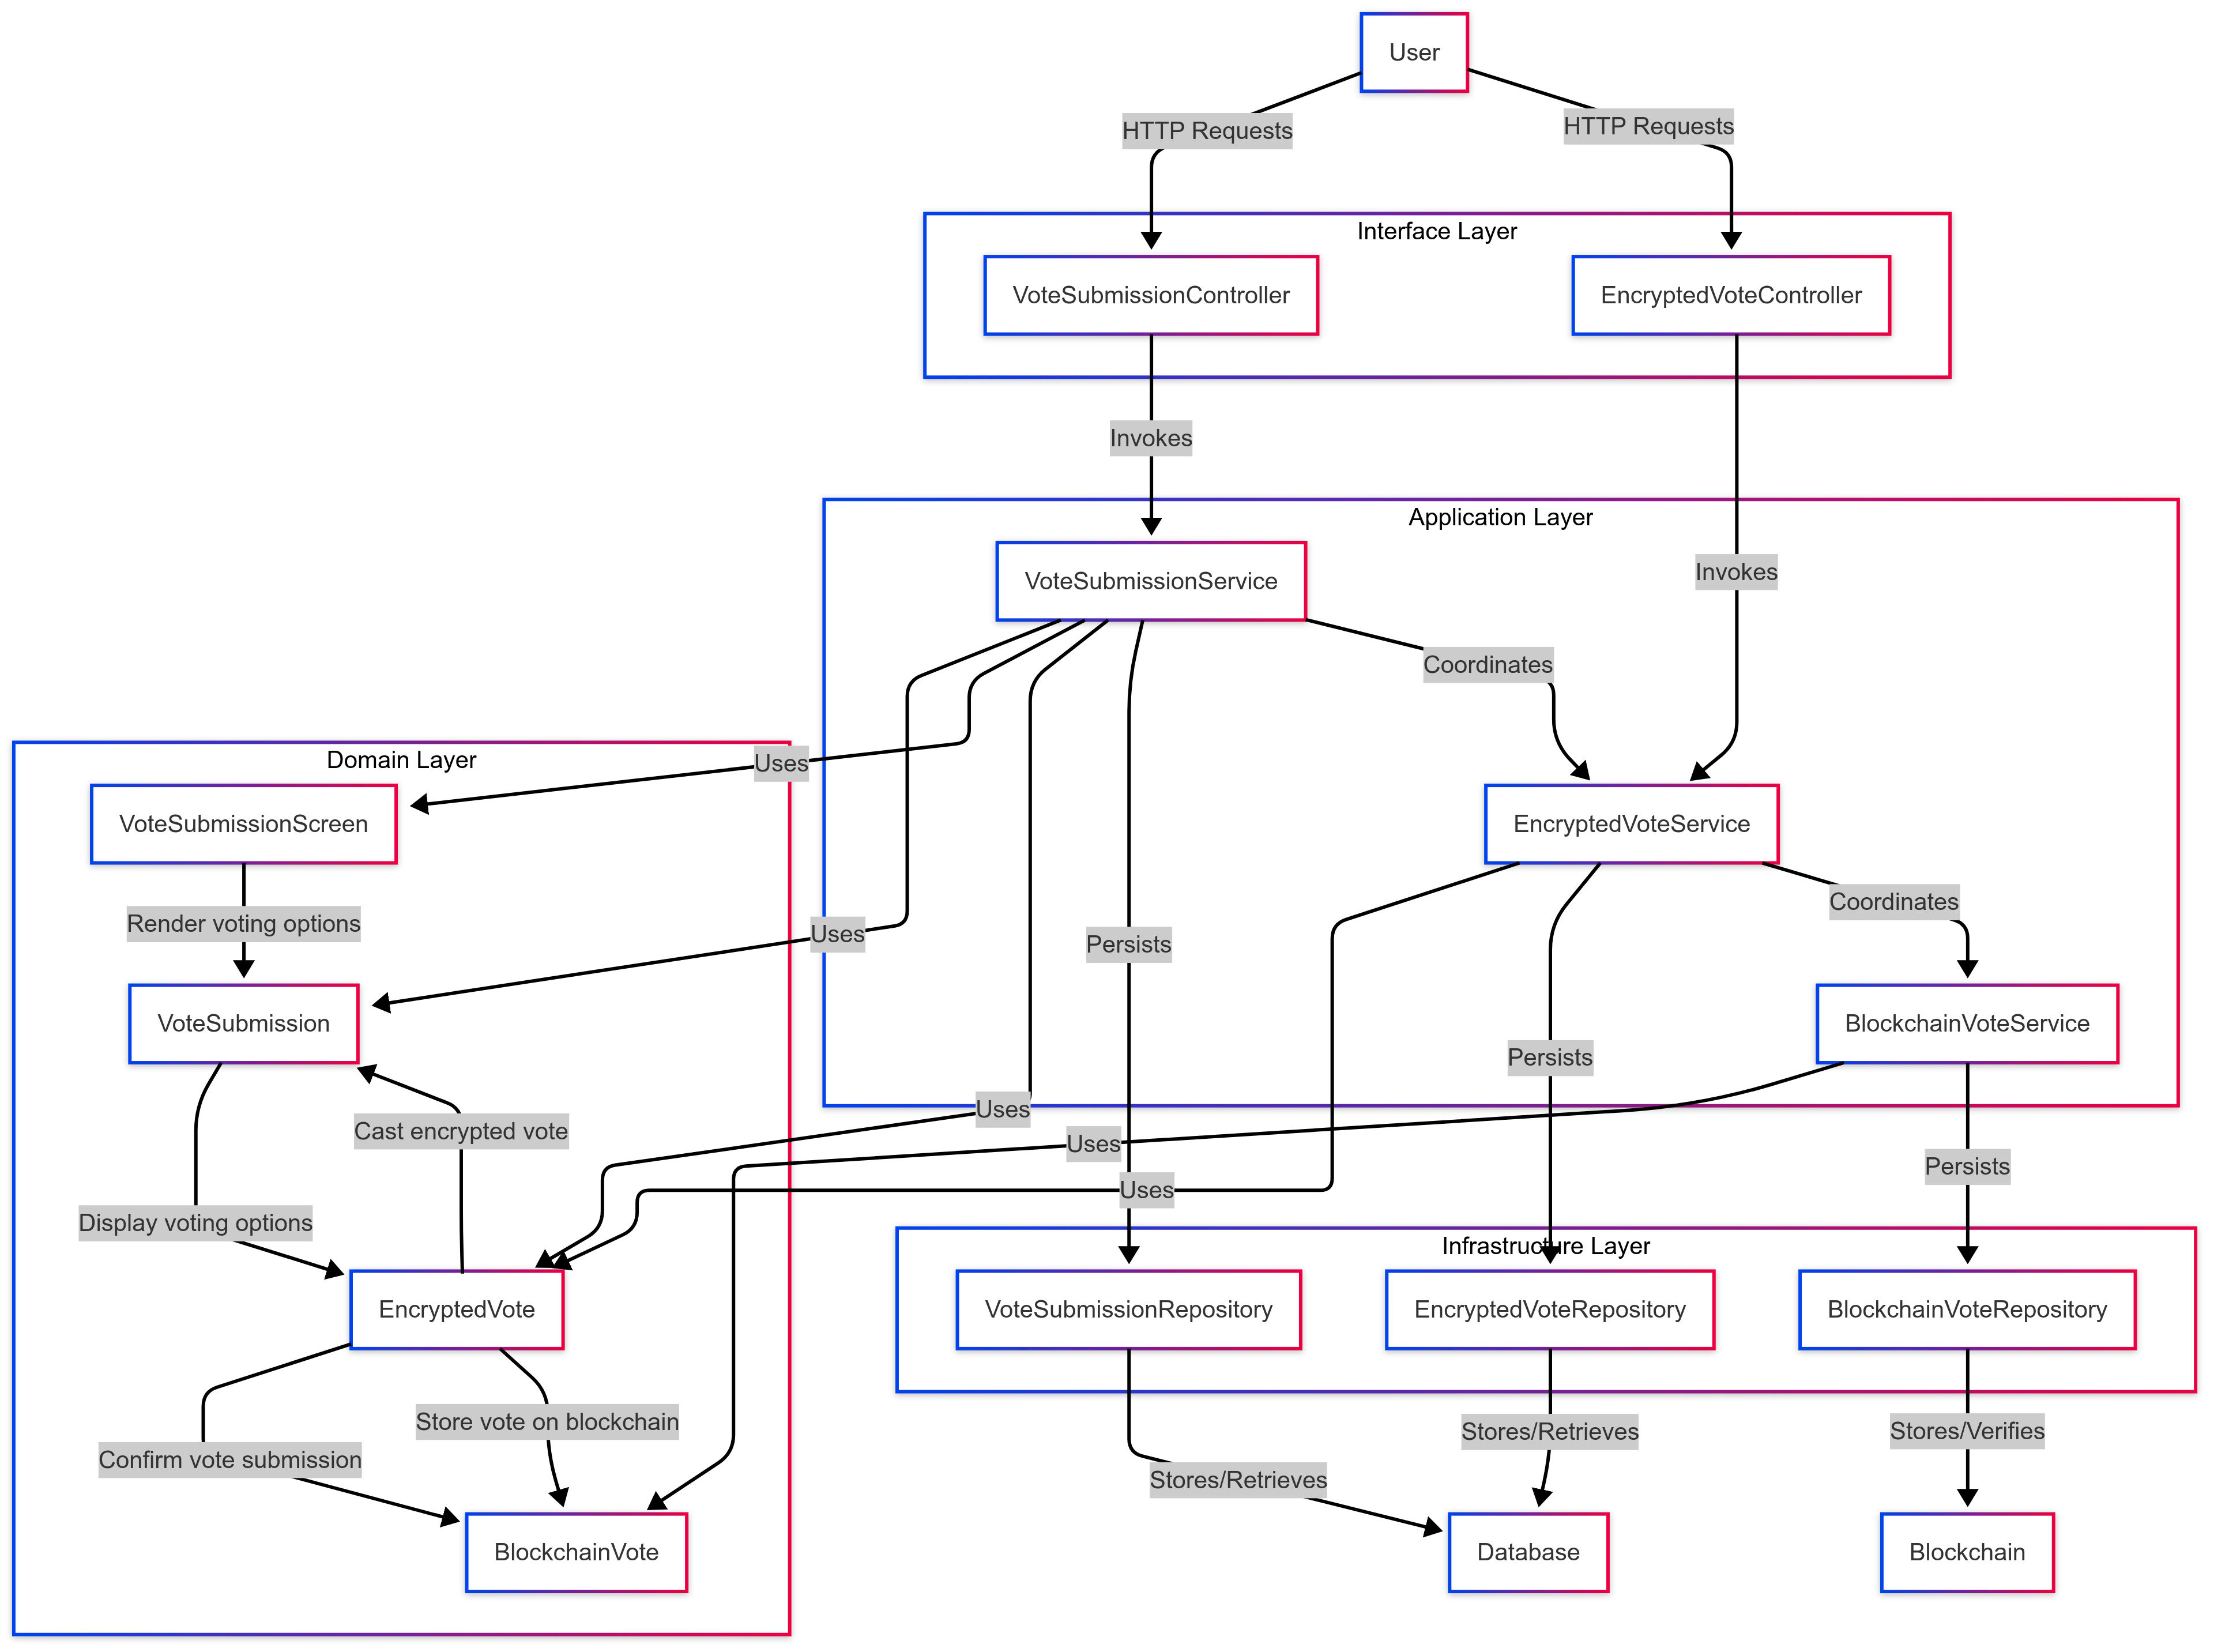 User
HTTP Requests
HTTP Requests
Interface Layer
VoteSubmissionController
EncryptedVoteController
Invokes
Application Layer
Invokes
VoteSubmissionService
Coordinates
Domain Layer
Uses
VoteSubmissionScreen
EncryptedVoteService
Render voting options
Uses
Persists
Coordinates
VoteSubmission
BlockchainVoteService
Persists
Cast encrypted vote
Uses
Uses
Persists
Display voting options
Uses
Infrastructure Layer
EncryptedVote
VoteSubmissionRepository
EncryptedVoteRepository
BlockchainVoteRepository
Store vote on blockchain
Stores/Retrieves
Stores/Verifies
Confirm vote submission
Stores/Retrieves
BlockchainVote
Database
Blockchain